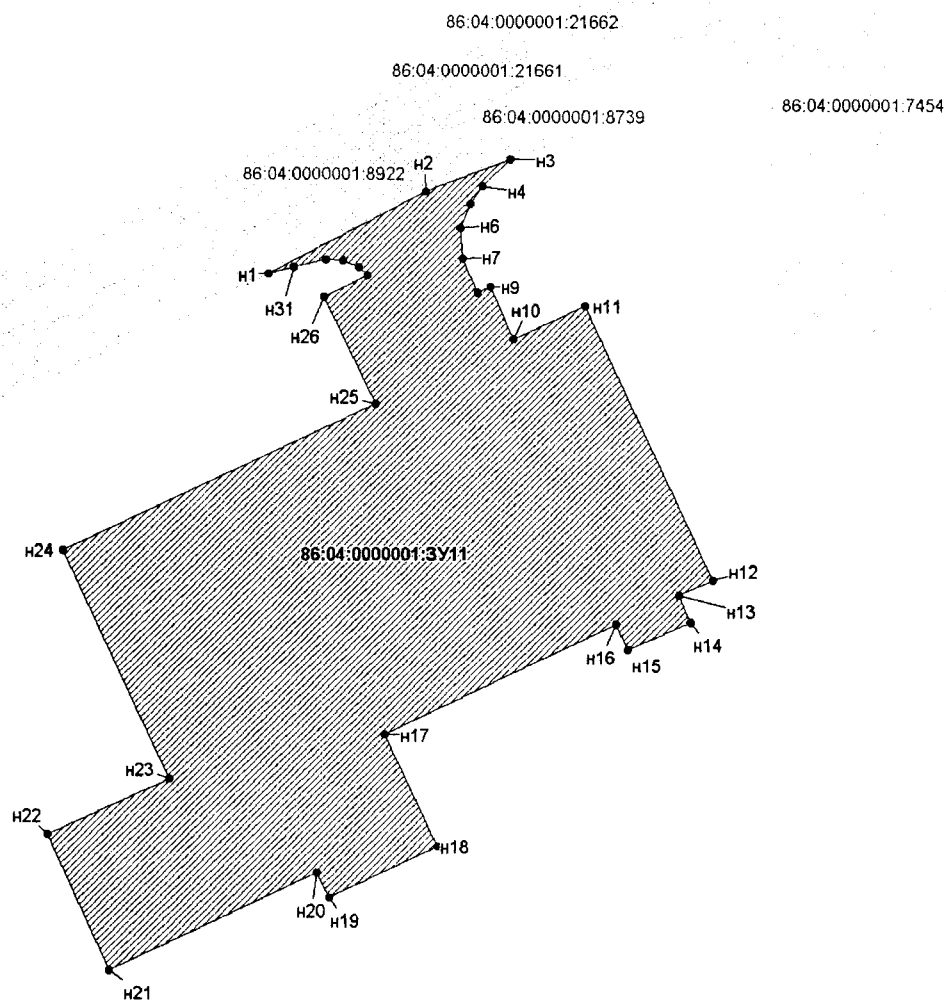 86:04:0000001:21662
86:04:0000001:21661
86:04:0000001:7454
86:04:0000001:8739
н2
н3
86:04:0000001:8922
н4
н6
н7
н1
н9
н31
н26
н10
н11
н25
н24
86:04:0000001:ЗУ11
н12
н13
н16
н14
н15
н17
н23
н22
н18
н20
н19
н21